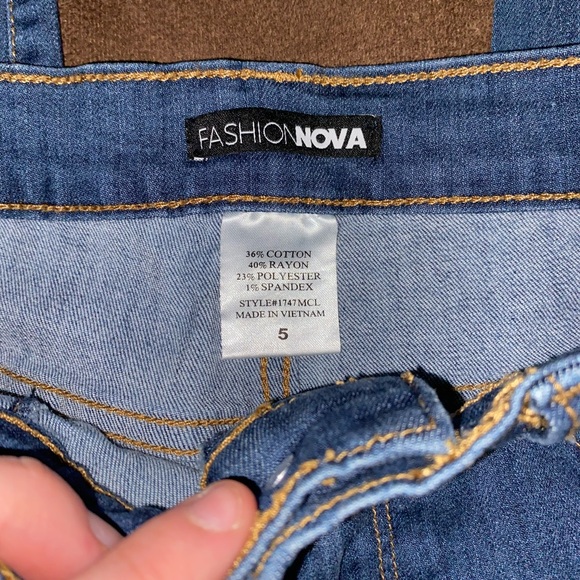 FASHIONNOVA
36% COTTON
40% RAYON
23% POLYESTER
1% SPANDEX
STYLE#1747MCL
MADE IN VIETNAM
5